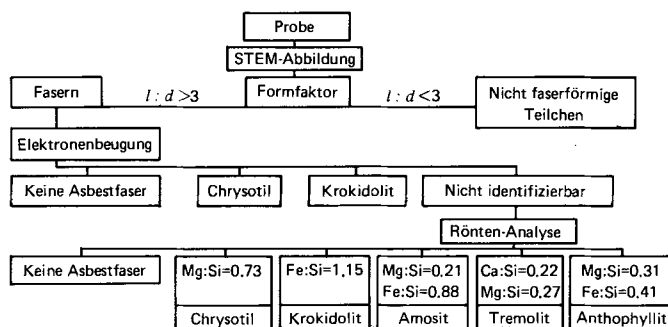 Probe
STEM-Abbildung
Fasern
l : d >3
Formfaktor
l : d <3
Nicht faserförmige
Teilchen
Elektronenbeugung
Keine Asbestfaser
Chrysotil
Krokidolit
Nicht identifizierbar
Rönten-Analyse
Keine Asbestfaser
Mg:Si=0,73
Chrysotil
Fe:Si=1,15
Krokidolit
Mg:Si=0,21
Fe:Si=0,88
Amosit
Ca:Si=0,22
Mg:Si=0,27
Tremolit
Mg:Si=0,31
Fe:Si=0,41
Anthophyllit